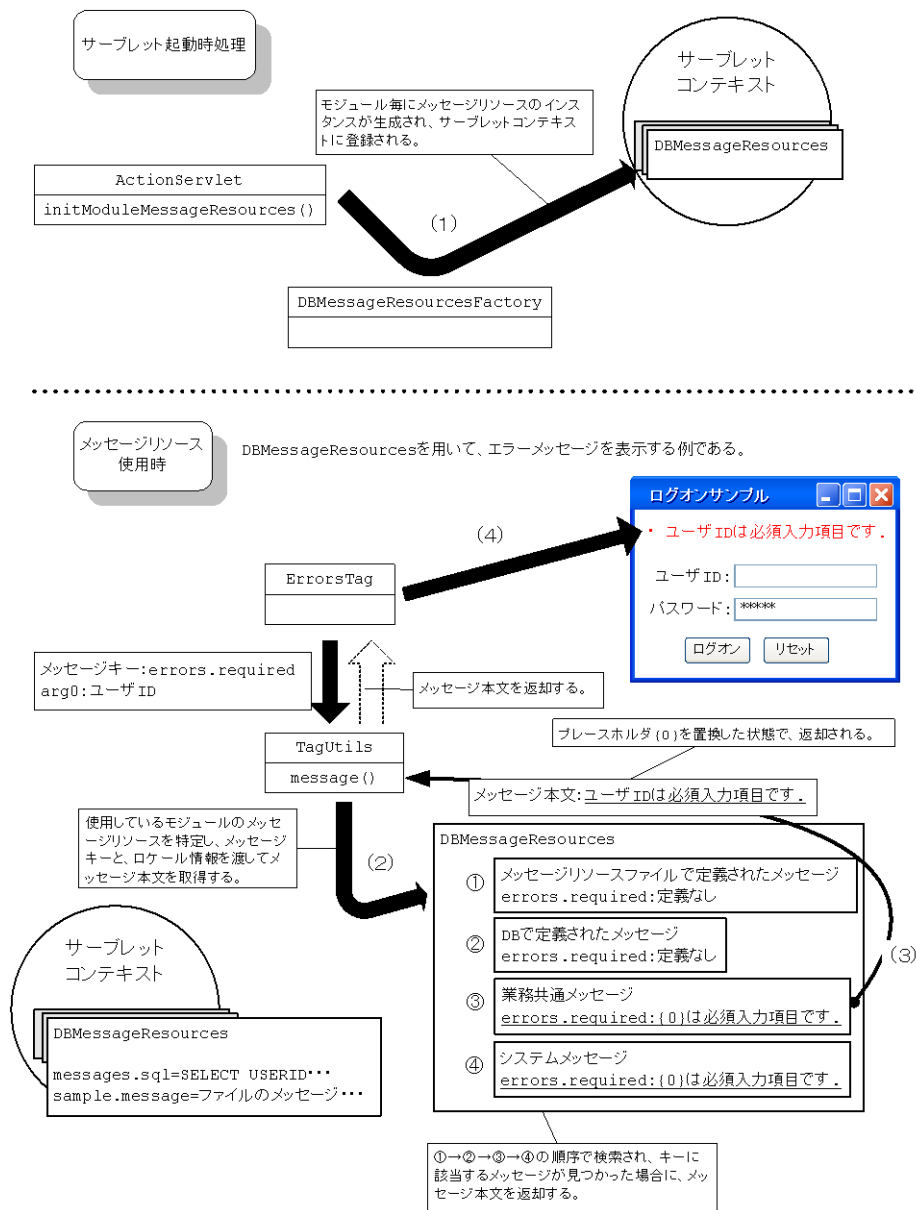 サーブレット起動時処理
サーブレット
コンテキスト
モジュール毎にメッセージリソースのインス
タンスが生成され、サーブレットコンテキス
トに登録される。
DBMessageResources
ActionServlet
initModuleMessageResources()
(1)
DBMessageResourcesFactory
メッセージリソース
使用時
DBMessageResourcesを用いて、エラーメッセージを表示する例である。
ログオンサンプル
・ ユーザIDは必須入力項目です.
ユーザID:
パスワード: *****
ログオン リセット
(4)
ErrorsTag
メッセージキー:errors.required
arg0:ユーザID
メッセージ本文を返却する。
プレースホルダ{0}を置換した状態で、返却される。
TagUtils
message()
メッセージ本文:ユーザIDは必須入力項目です.
使用しているモジュールのメッセ
ージリソースを特定し、メッセージ
キーと、ロケール情報を渡してメ
ッセージ本文を取得する。
(2)
DBMessageResources
① メッセージリソースファイルで定義されたメッセージ
errors.required:定義なし
② DBで定義されたメッセージ
errors.required:定義なし
(3)
③ 業務共通メッセージ
errors.required:{0}は必須入力項目です.
④ システムメッセージ
errors.required:{0}は必須入力項目です.
サーブレット
コンテキスト
DBMessageResources
messages.sql=SELECT USERID・・・
sample.message=ファイルのメッセージ・・・
①→②→③→④の順序で検索され、キーに
該当するメッセージが見つかった場合に、メッ
セージ本文を返却する。